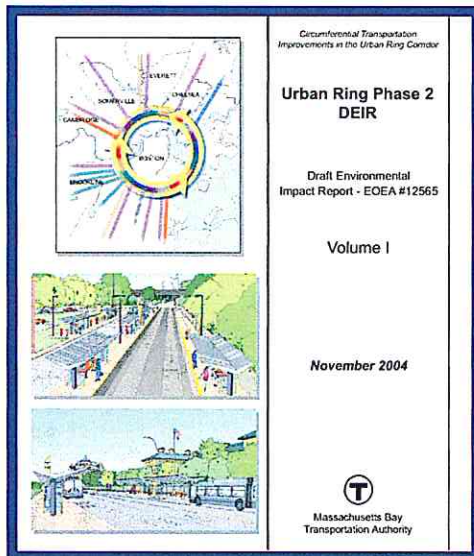 EVERETT
CHELSEA
SOMERVILLE
CAMBRIDGE
BOSTON
BROOKLINE
Circumferential Transportation
Improvements in the Urban Ring Corridor
Urban Ring Phase 2
DEIR
Draft Environmental
Impact Report - EOEA #12565
Volume I
November 2004
T
Massachusetts Bay
Transportation Authority